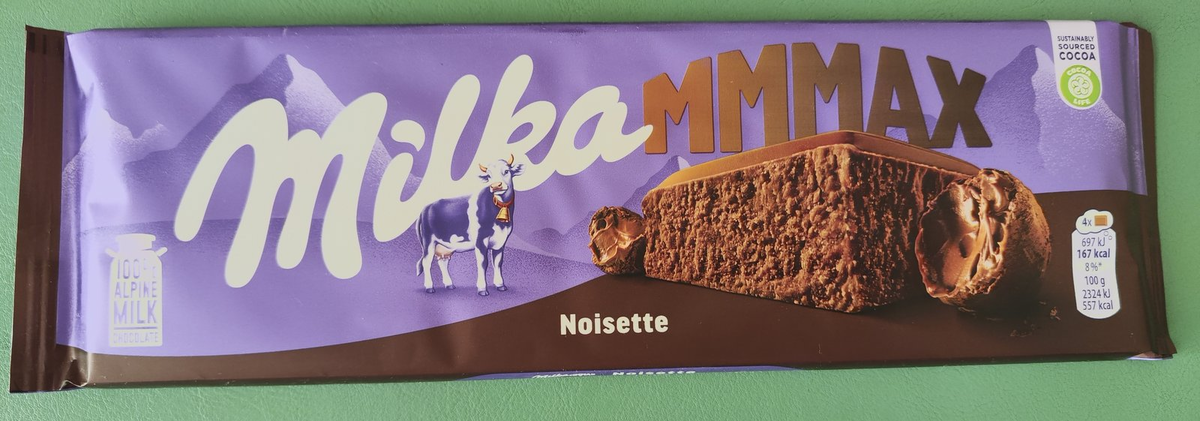 Milka
MMMAX
SUSTAINABLY
SOURCED
COCOA
COCOA
LIFE
100%
ALPINE
MILK
CHOCOLATE
4x
697 kJ
167 kcal
8%*
100 g
2324 kJ
557 kcal
Noisette
Noisette